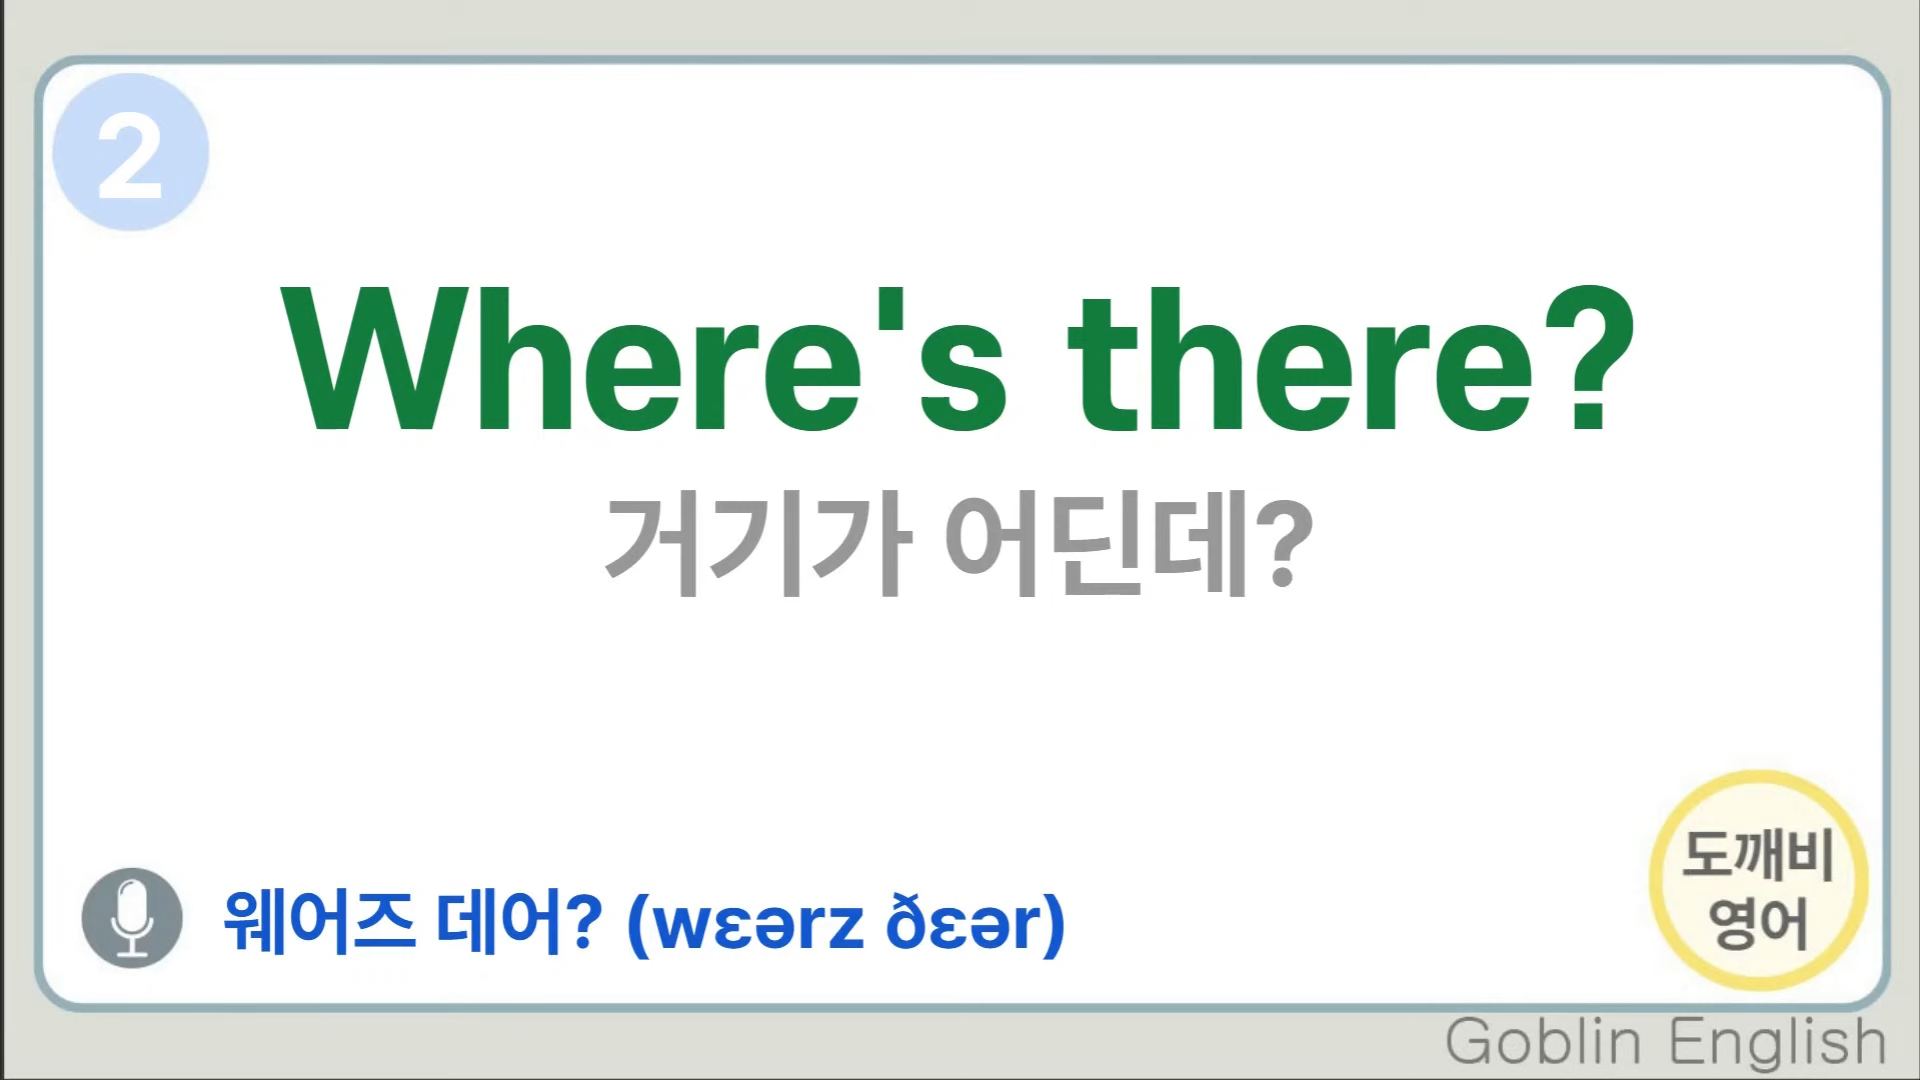 2
Where's there?
거기가 어딘데?
웨어즈 데어? (wɛərz ðɛər)
도깨비
영어
Goblin English